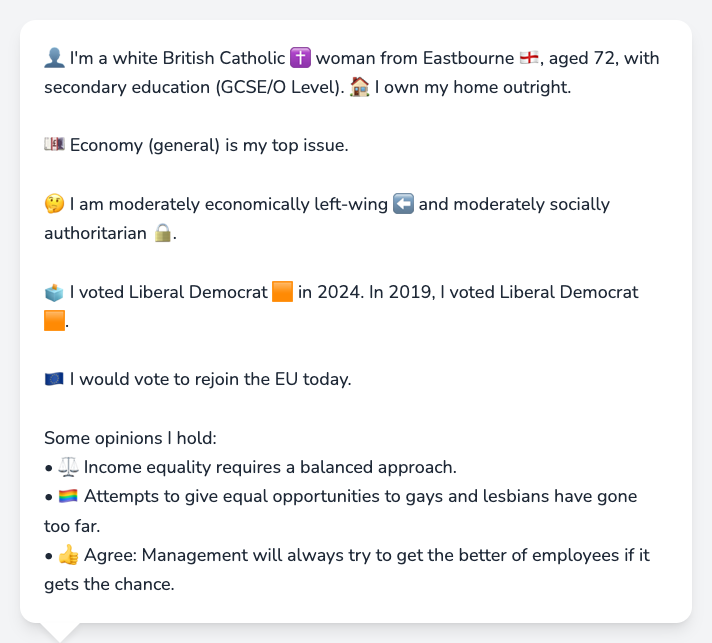 👤 I'm a white British Catholic ✝️ woman from Eastbourne 🏴󠁧󠁢󠁥󠁮󠁧󠁿, aged 72, with
secondary education (GCSE/O Level). 🏠 I own my home outright.
💷 Economy (general) is my top issue.
🤔 I am moderately economically left-wing ⬅️ and moderately socially
authoritarian 🔒.
🗳️ I voted Liberal Democrat 🟧 in 2024. In 2019, I voted Liberal Democrat
🟧.
🇪🇺 I would vote to rejoin the EU today.
Some opinions I hold:
• ⚖️ Income equality requires a balanced approach.
• 🏳️‍🌈 Attempts to give equal opportunities to gays and lesbians have gone
too far.
• 👍 Agree: Management will always try to get the better of employees if it
gets the chance.